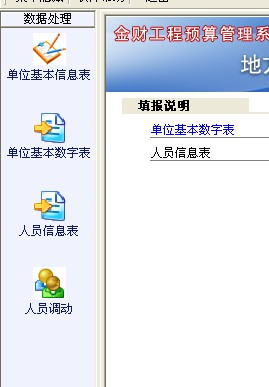 数据处理
单位基本信息表
单位基本数字表
人员信息表
人员调动
金财工程预算管理系
地方
填报说明
单位基本数字表
人员信息表